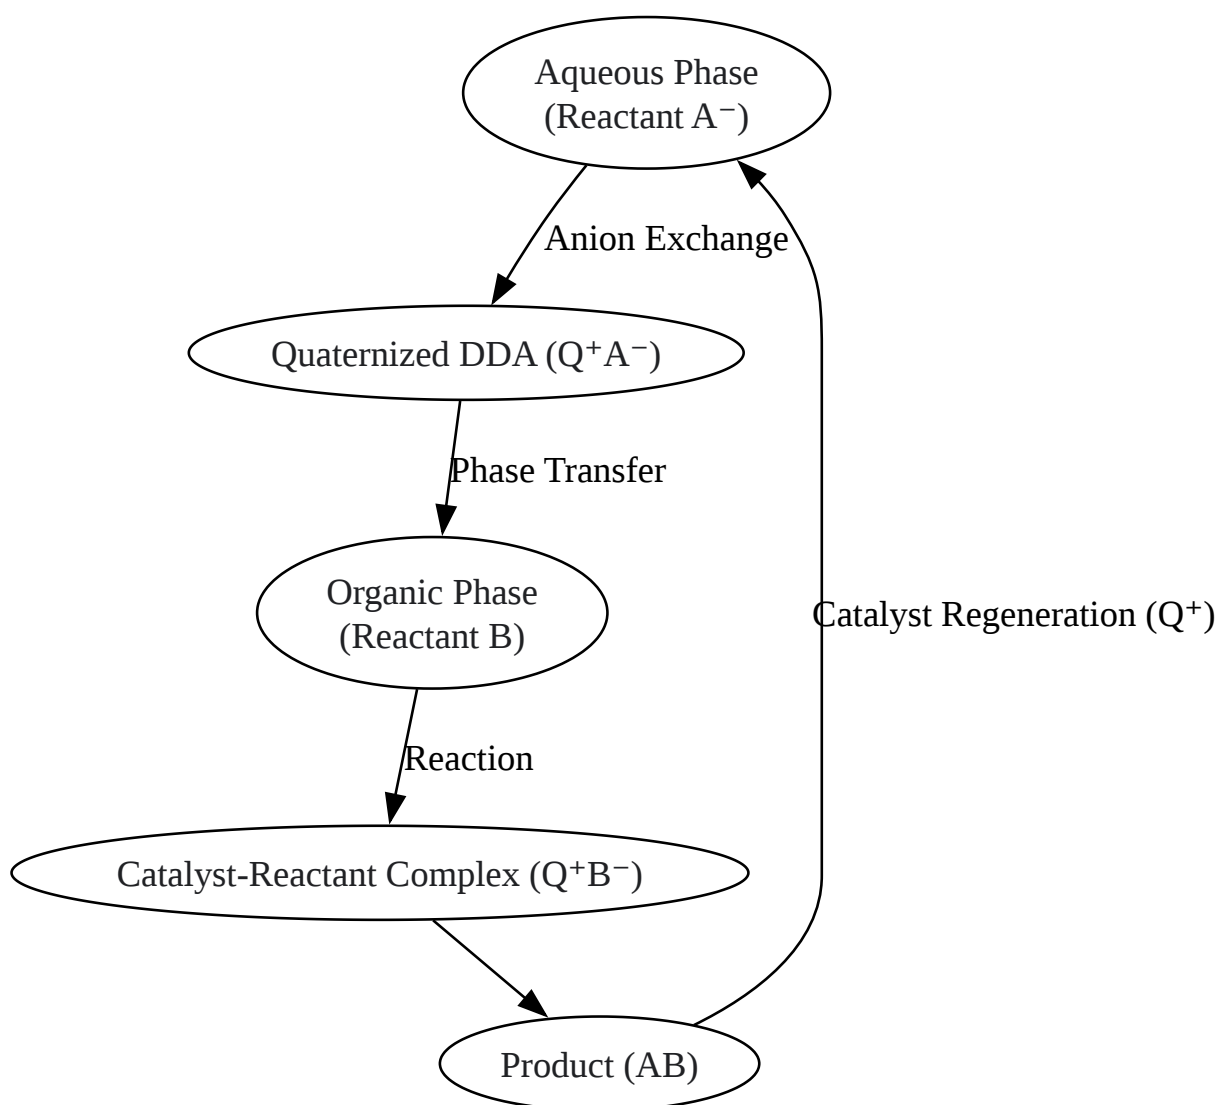 Aqueous Phase
(Reactant A⁻)
Anion Exchange
Quaternized DDA (Q⁺A⁻)
Phase Transfer
Organic Phase
(Reactant B)
Catalyst Regeneration (Q⁺)
Reaction
Catalyst-Reactant Complex (Q⁺B⁻)
Product (AB)